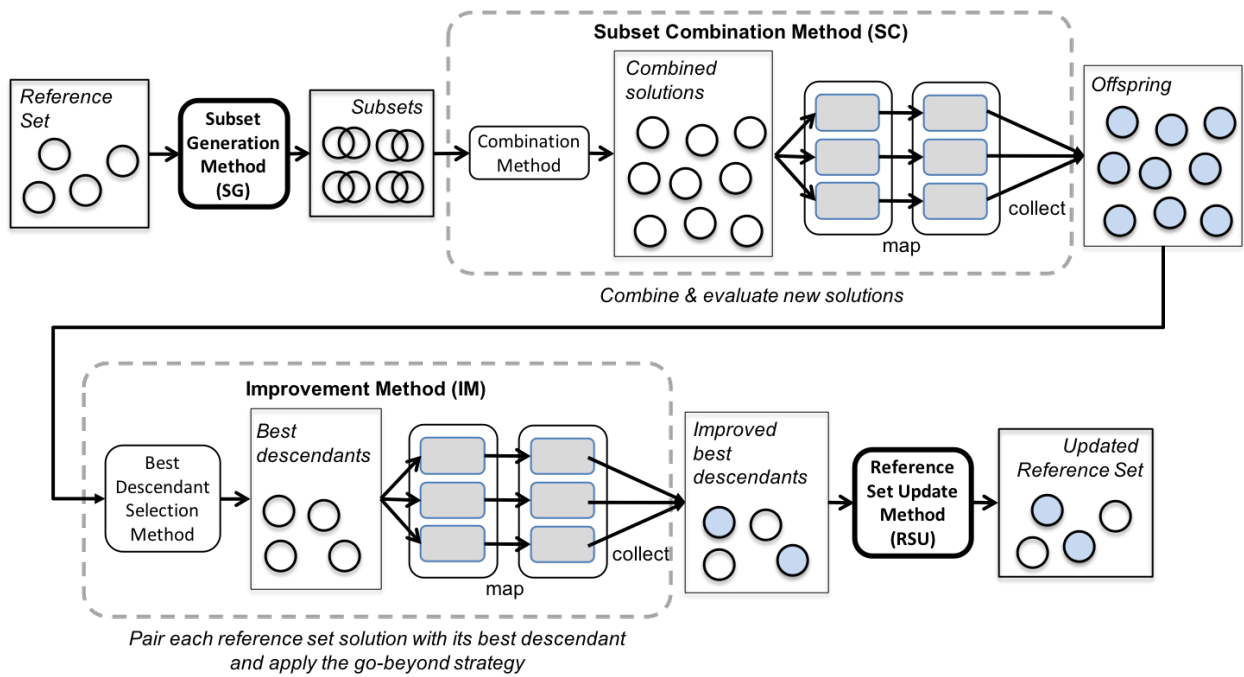 Subset Combination Method (SC)
Reference
Set
Subset
Generation
Method
(SG)
Subsets
Combination
Method
Combined
solutions
map
collect
Offspring
Combine & evaluate new solutions
Improvement Method (IM)
Best
Descendant
Selection
Method
Best
descendants
map
collect
Improved
best
descendants
Reference
Set Update
Method
(RSU)
Updated
Reference Set
Pair each reference set solution with its best descendant
and apply the go-beyond strategy